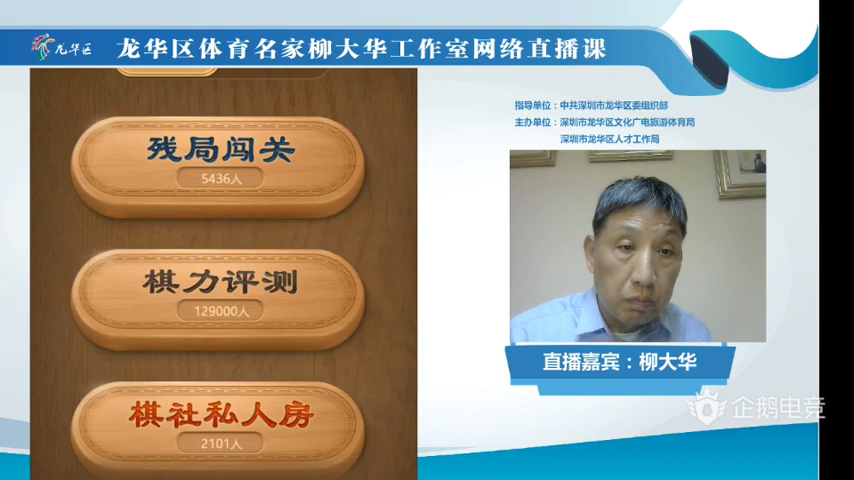 龙华区
龙华区体育名家柳大华工作室网络直播课
残局闯关
5436人
棋力评测
129000人
棋社私人房
2101人
指导单位：中共深圳市龙华区委组织部
主办单位：深圳市龙华区文化广电旅游体育局
深圳市龙华区人才工作局
直播嘉宾：柳大华
企鹅电竞